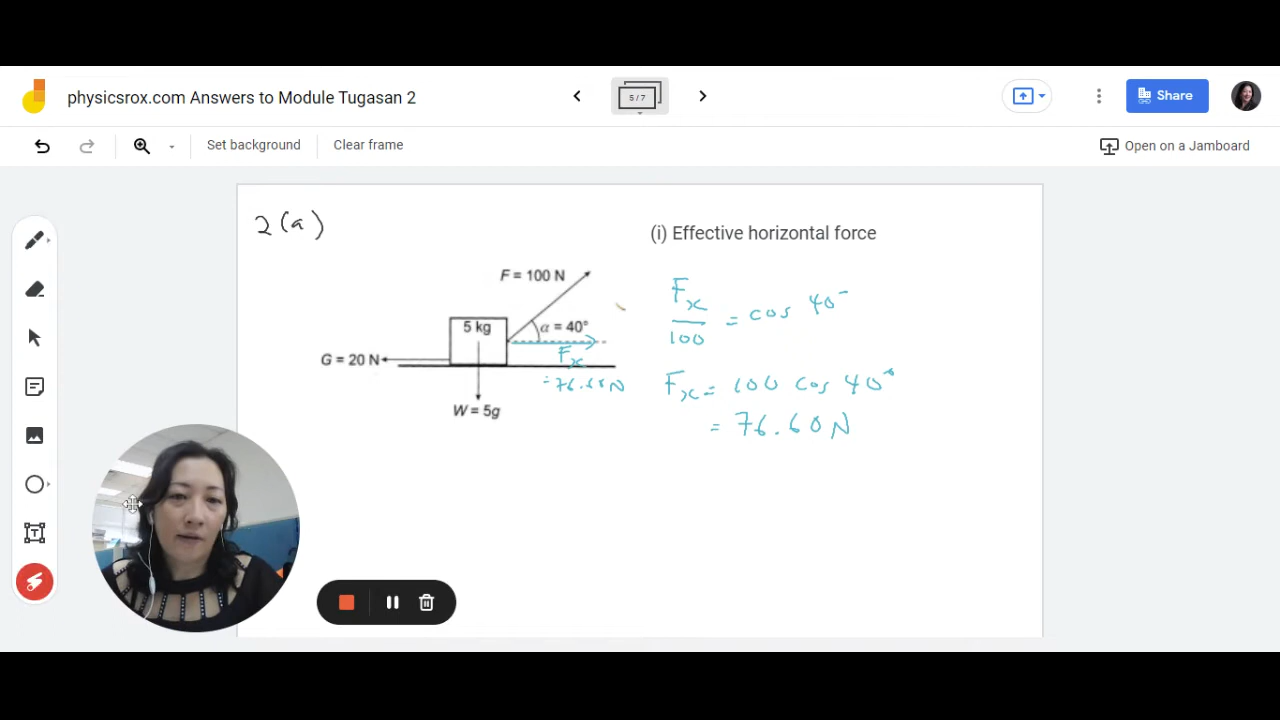 physicsrox.com Answers to Module Tugasan 2
5 / 7
Share
Set background
Clear frame
Open on a Jamboard
2(a)
(i) Effective horizontal force
F = 100 N
5 kg
α = 40°
G = 20 N
Fx
= 76.60N
W = 5g
Fx
100
= cos 40°
Fx = 100 cos 40°
= 76.60N